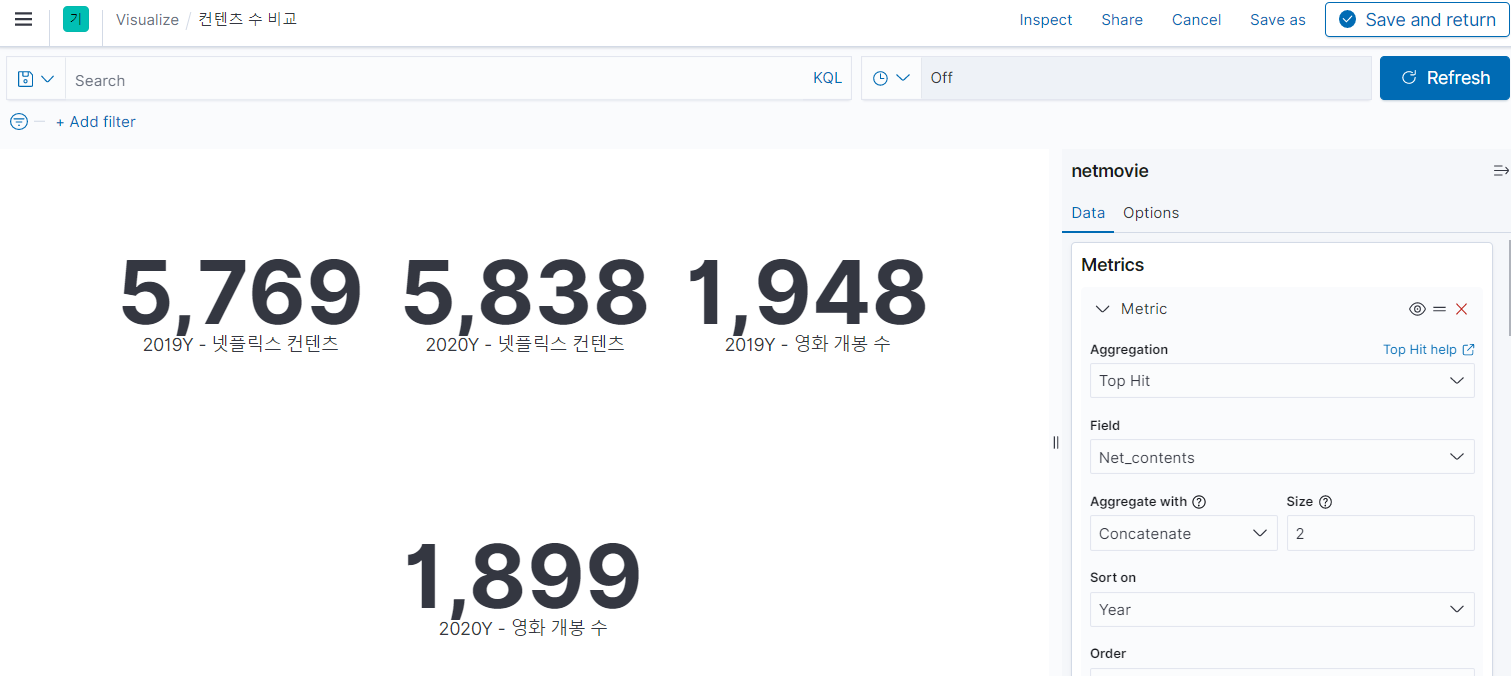 기 Visualize / 컨텐츠 수 비교 Inspect Share Cancel Save as Save and return
Search KQL Off Refresh
+ Add filter
5,769
2019Y - 넷플릭스 컨텐츠
5,838
2020Y - 넷플릭스 컨텐츠
1,948
2019Y - 영화 개봉 수
1,899
2020Y - 영화 개봉 수
netmovie
Data Options
Metrics
Metric
Aggregation Top Hit help
Top Hit
Field
Net_contents
Aggregate with Size
Concatenate 2
Sort on
Year
Order